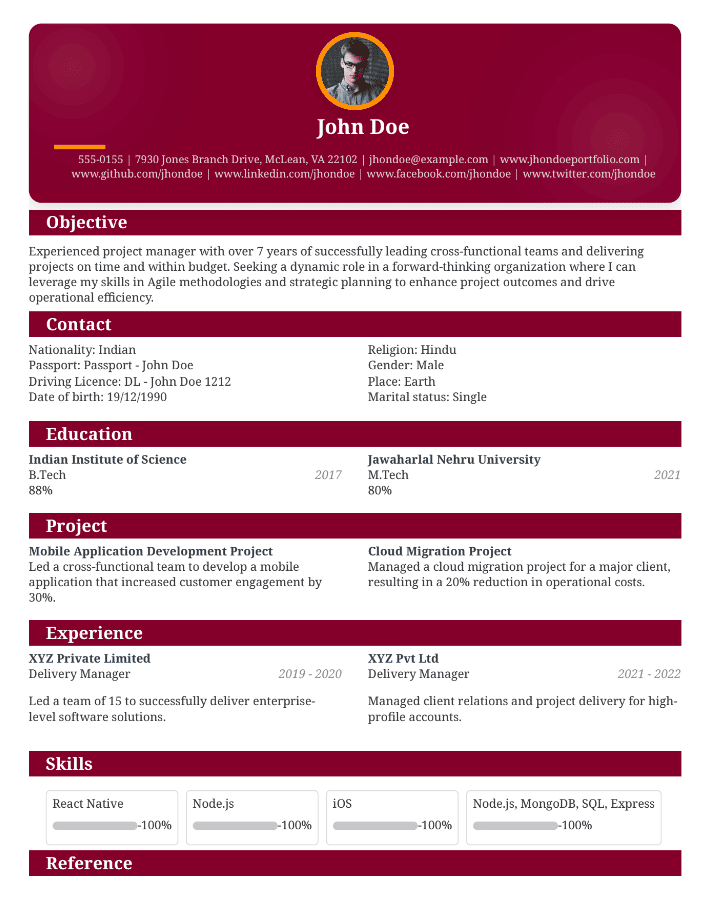 John Doe
555-0155 | 7930 Jones Branch Drive, McLean, VA 22102 | jhondoe@example.com | www.jhondoeportfolio.com |
www.github.com/jhondoe | www.linkedin.com/jhondoe | www.facebook.com/jhondoe | www.twitter.com/jhondoe
Objective
Experienced project manager with over 7 years of successfully leading cross-functional teams and delivering
projects on time and within budget. Seeking a dynamic role in a forward-thinking organization where I can
leverage my skills in Agile methodologies and strategic planning to enhance project outcomes and drive
operational efficiency.
Contact
Nationality: Indian
Passport: Passport - John Doe
Driving Licence: DL - John Doe 1212
Date of birth: 19/12/1990
Religion: Hindu
Gender: Male
Place: Earth
Marital status: Single
Education
Indian Institute of Science
B.Tech 2017
88%
Jawaharlal Nehru University
M.Tech 2021
80%
Project
Mobile Application Development Project
Led a cross-functional team to develop a mobile
application that increased customer engagement by
30%.
Cloud Migration Project
Managed a cloud migration project for a major client,
resulting in a 20% reduction in operational costs.
Experience
XYZ Private Limited
Delivery Manager 2019 - 2020
Led a team of 15 to successfully deliver enterprise-
level software solutions.
XYZ Pvt Ltd
Delivery Manager 2021 - 2022
Managed client relations and project delivery for high-
profile accounts.
Skills
React Native
-100%
Node.js
-100%
iOS
-100%
Node.js, MongoDB, SQL, Express
-100%
Reference